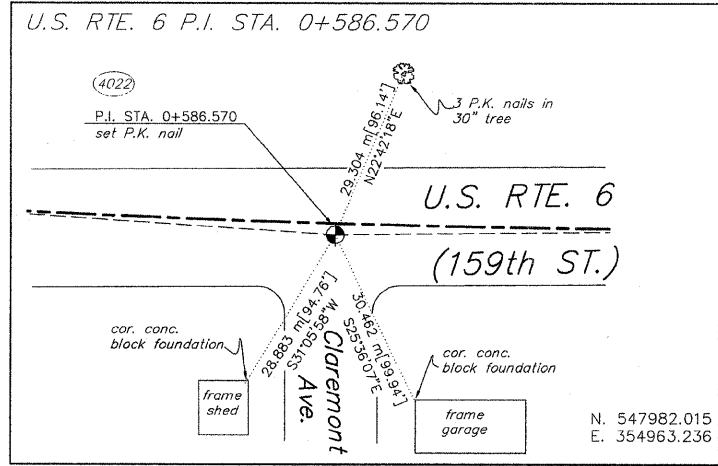 U.S. RTE. 6 P.I. STA. 0+586.570
4022
P.I. STA. 0+586.570
set P.K. nail
3 P.K. nails in
30" tree
29.304 m[96.14']
N22°42'18"E
U.S. RTE. 6
(159th ST.)
28.883 m[94.76']
S31°05'58"W
30.462 m[99.94']
S25°36'07"E
Claremont
Ave.
cor. conc.
block foundation
frame
shed
cor. conc.
block foundation
frame
garage
N. 547982.015
E. 354963.236